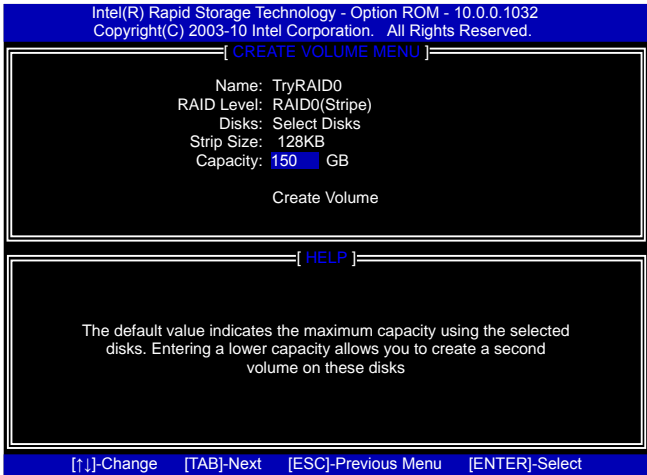 Intel(R) Rapid Storage Technology - Option ROM - 10.0.0.1032
Copyright(C) 2003-10 Intel Corporation. All Rights Reserved.
[ CREATE VOLUME MENU ]
Name: TryRAID0
RAID Level: RAID0(Stripe)
Disks: Select Disks
Strip Size: 128KB
Capacity: 150 GB
Create Volume
[ HELP ]
The default value indicates the maximum capacity using the selected
disks. Entering a lower capacity allows you to create a second
volume on these disks
[↑↓]-Change [TAB]-Next [ESC]-Previous Menu [ENTER]-Select